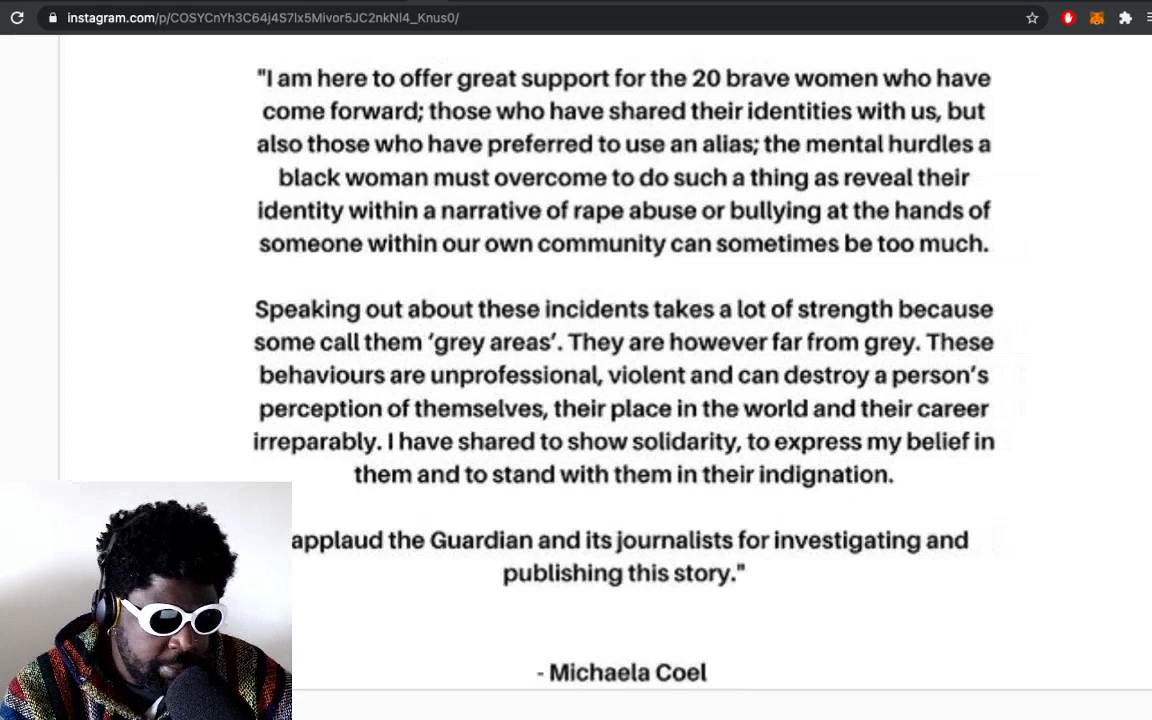 instagram.com/p/COSYCnYh3C64j4S7lx5Mivor5JC2nkNl4_Knus0/
"I am here to offer great support for the 20 brave women who have
come forward; those who have shared their identities with us, but
also those who have preferred to use an alias; the mental hurdles a
black woman must overcome to do such a thing as reveal their
identity within a narrative of rape abuse or bullying at the hands of
someone within our own community can sometimes be too much.
Speaking out about these incidents takes a lot of strength because
some call them ‘grey areas’. They are however far from grey. These
behaviours are unprofessional, violent and can destroy a person’s
perception of themselves, their place in the world and their career
irreparably. I have shared to show solidarity, to express my belief in
them and to stand with them in their indignation.
applaud the Guardian and its journalists for investigating and
publishing this story."
- Michaela Coel